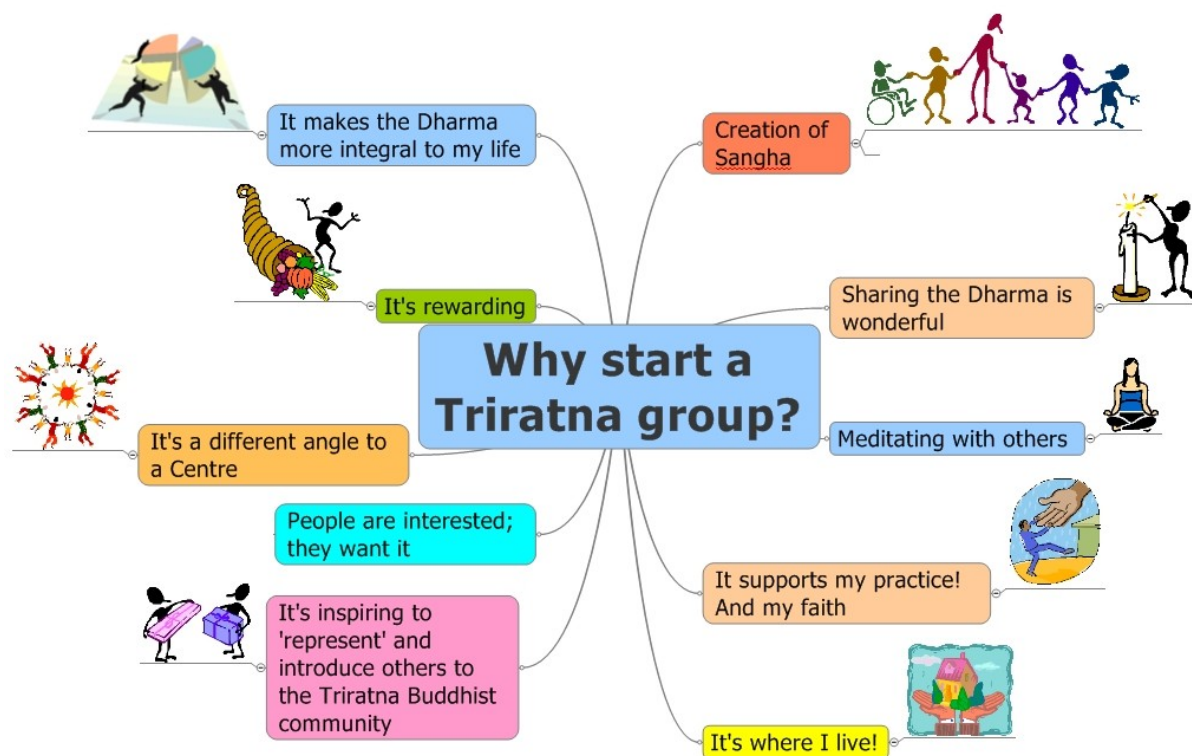 Why start a
Triratna group?
Creation of
Sangha
Sharing the Dharma is
wonderful
Meditating with others
It supports my practice!
And my faith
It's where I live!
It makes the Dharma
more integral to my life
It's rewarding
It's a different angle to
a Centre
People are interested;
they want it
It's inspiring to
'represent' and
introduce others to
the Triratna Buddhist
community